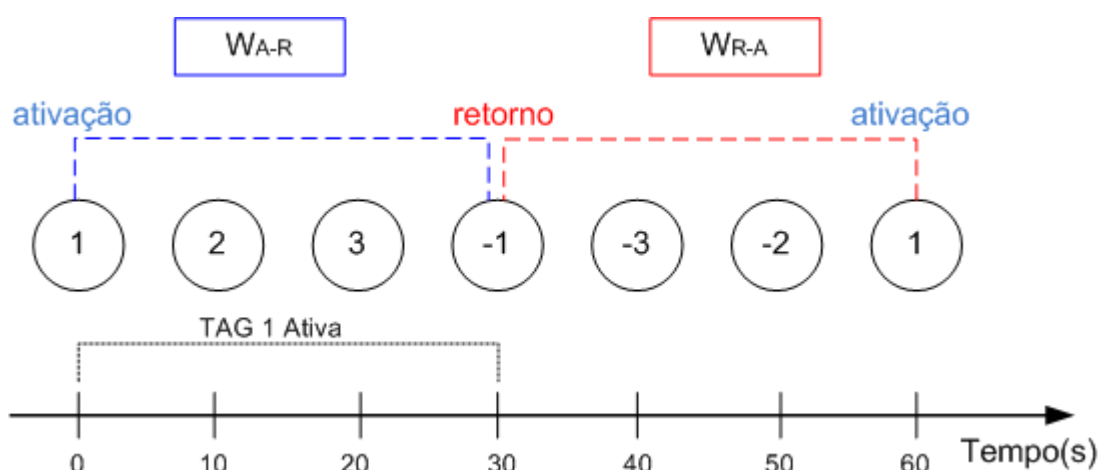 WA-R WR-A
ativação retorno ativação
1 2 3 -1 -3 -2 1
TAG 1 Ativa
0 10 20 30 40 50 60 Tempo(s)